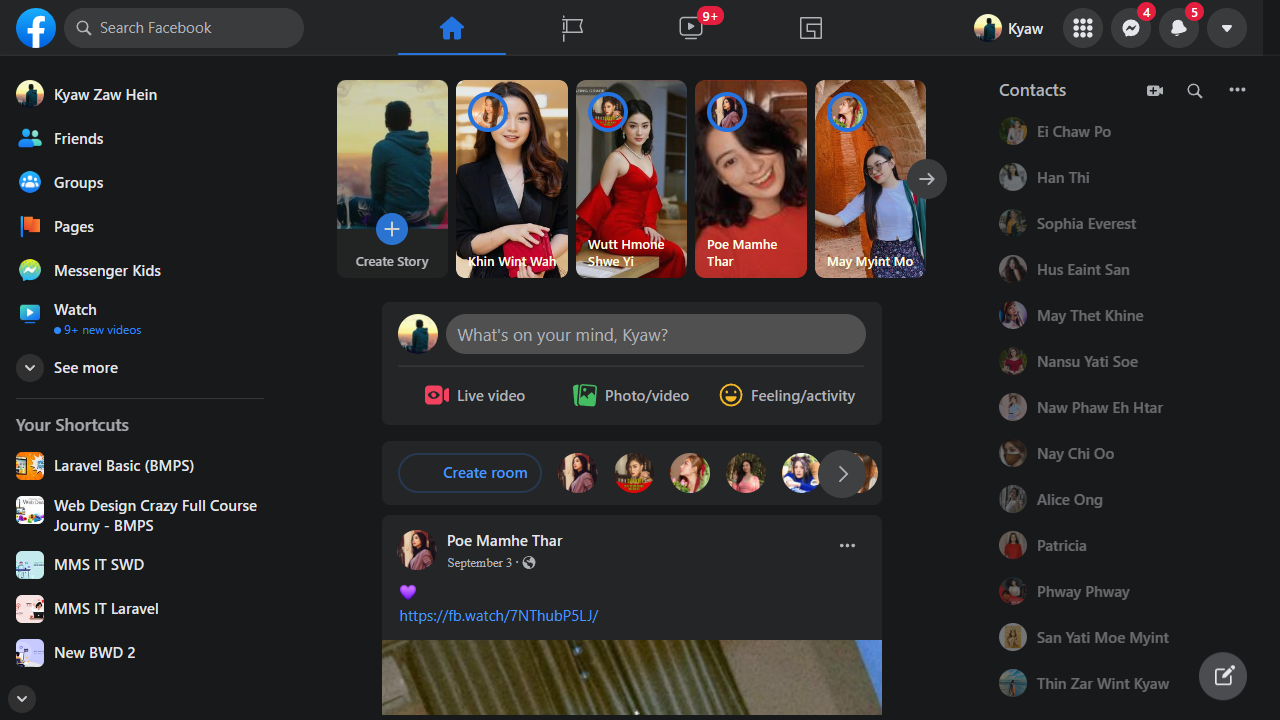 Search Facebook
9+
Kyaw
4
5
Kyaw Zaw Hein
Friends
Groups
Pages
Messenger Kids
Watch
9+ new videos
See more
Your Shortcuts
Laravel Basic (BMPS)
Web Design Crazy Full Course
Journy - BMPS
MMS IT SWD
MMS IT Laravel
New BWD 2
Create Story
Khin Wint Wah
Wutt Hmone
Shwe Yi
Poe Mamhe
Thar
May Myint Mo
What's on your mind, Kyaw?
Live video
Photo/video
Feeling/activity
Create room
Poe Mamhe Thar
September 3 ·
💜
https://fb.watch/7NThubP5LJ/
Contacts
Ei Chaw Po
Han Thi
Sophia Everest
Hus Eaint San
May Thet Khine
Nansu Yati Soe
Naw Phaw Eh Htar
Nay Chi Oo
Alice Ong
Patricia
Phway Phway
San Yati Moe Myint
Thin Zar Wint Kyaw